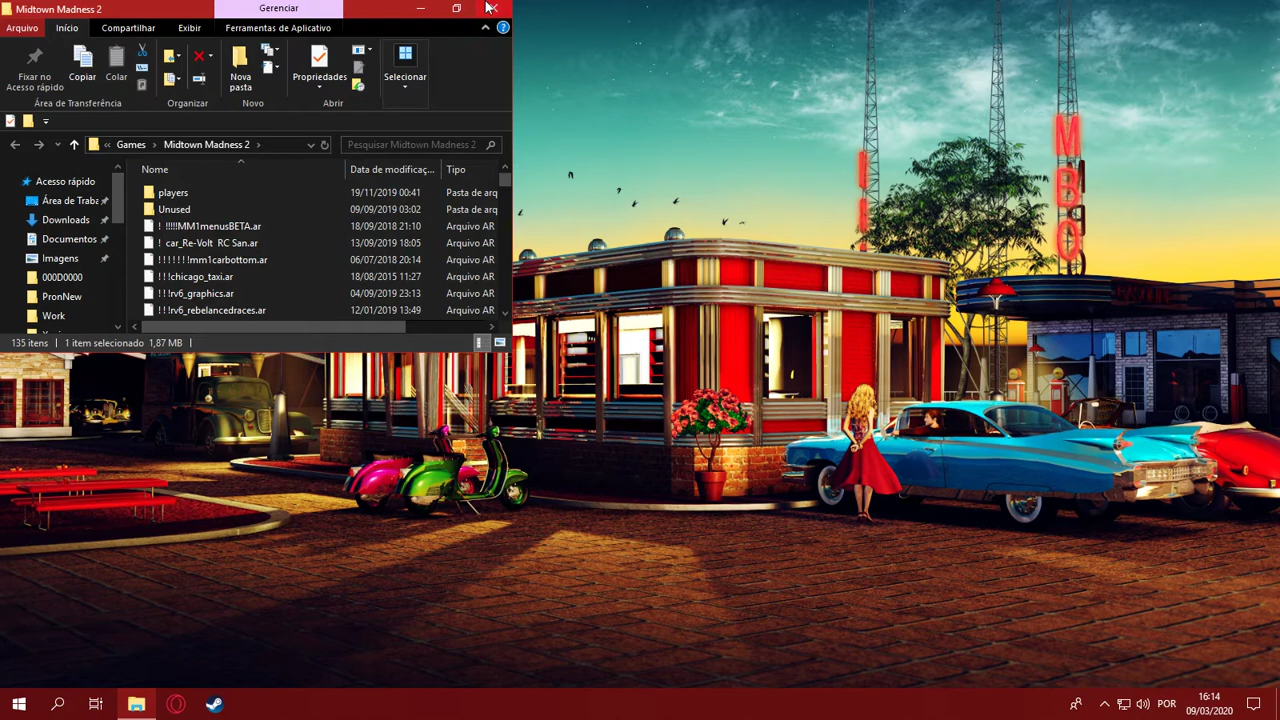 Midtown Madness 2
Gerenciar
Arquivo Início Compartilhar Exibir Ferramentas de Aplicativo
Fixar no Acesso rápido
Copiar
Colar
Nova pasta
Propriedades
Selecionar
Área de Transferência Organizar Novo Abrir
Games Midtown Madness 2
Pesquisar Midtown Madness 2
Nome Data de modificaç... Tipo
Acesso rápido
Área de Traba
Downloads
Documentos
Imagens
000D0000
PronNew
Work
players 19/11/2019 00:41 Pasta de arq
Unused 09/09/2019 03:02 Pasta de arq
! !!!!!MM1menusBETA.ar 18/09/2018 21:10 Arquivo AR
! car_Re-Volt RC San.ar 13/06/2019 18:05 Arquivo AR
! ! ! ! ! ! !mm1carbottom.ar 06/07/2018 20:14 Arquivo AR
! ! !chicago_taxi.ar 18/08/2015 11:27 Arquivo AR
! ! !rv6_graphics.ar 04/09/2019 23:13 Arquivo AR
! ! !rv6_rebelancedraces.ar 12/01/2019 13:49 Arquivo AR
135 itens 1 item selecionado 1,87 MB
MBO
POR
16:14
09/03/2020